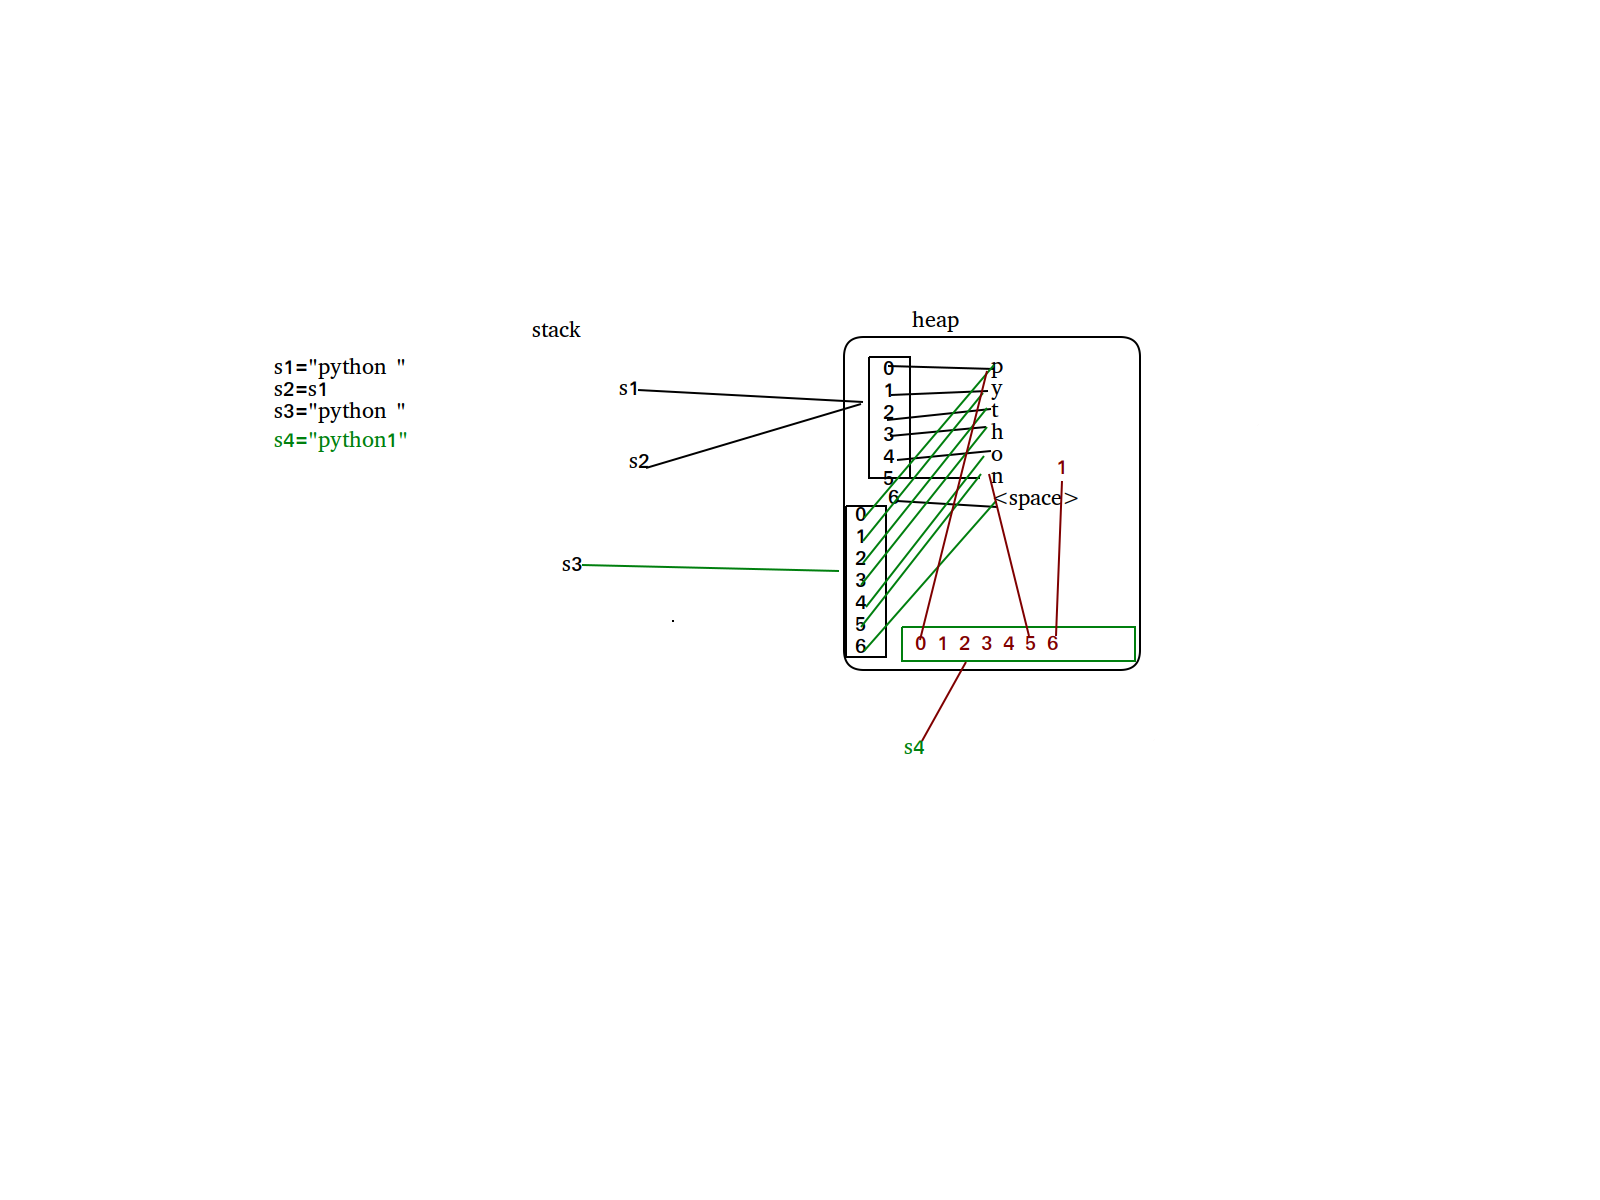 heap
stack
s1="python  "
s2=s1
s3="python  "
s4="python1"
s1
s2
s3
0
1
2
3
4
5
6
p
y
t
h
o
n
<space>
1
0
1
2
3
4
5
6
0 1 2 3 4 5 6
s4